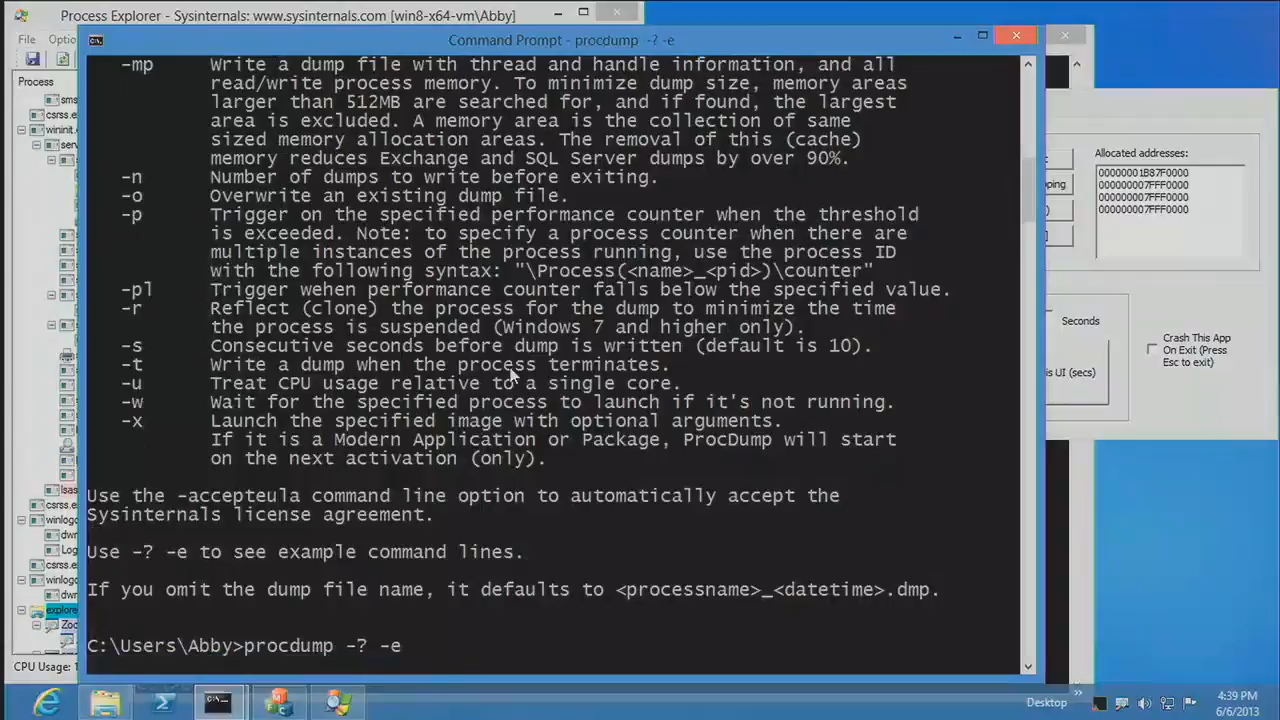 Process Explorer - Sysinternals: www.sysinternals.com [win8-x64-vm\Abby]
Command Prompt - procdump  -? -e
File
Process
-mp Write a dump file with thread and handle information, and all
read/write process memory. To minimize dump size, memory areas
larger than 512MB are searched for, and if found, the largest
area is excluded. A memory area is the collection of same
sized memory allocation areas. The removal of this (cache)
memory reduces Exchange and SQL Server dumps by over 90%.
-n Number of dumps to write before exiting.
-o Overwrite an existing dump file.
-p Trigger on the specified performance counter when the threshold
is exceeded. Note: to specify a process counter when there are
multiple instances of the process running, use the process ID
with the following syntax: "\Process(<name>_<pid>)\counter"
-pl Trigger wehen performance counter falls below the specified value.
-r Reflect (clone) the process for the dump to minimize the time
the process is suspended (Windows 7 and higher only).
-s Consecutive seconds before dump is written (default is 10).
-t Write a dump when the process terminates.
-u Treat CPU usage relative to a single core.
-w Wait for the specified process to launch if it's not running.
-x Launch the specified image with optional arguments.
If it is a Modern Application or Package, ProcDump will start
on the next activation (only).
Use the -accepteula command line option to automatically accept the
Sysinternals license agreement.
Use -? -e to see example command lines.
If you omit the dump file name, it defaults to <processname>_<datetime>.dmp.
C:\Users\Abby>procdump -? -e
Allocated addresses:
00000001B87F0000
000000007FFF0000
000000007FFF0000
000000007FFF0000
Seconds
is UI (secs)
Crash This App
On Exit (Press
Esc to exit)
CPU Usage: 1
Desktop
4:39 PM
6/6/2013